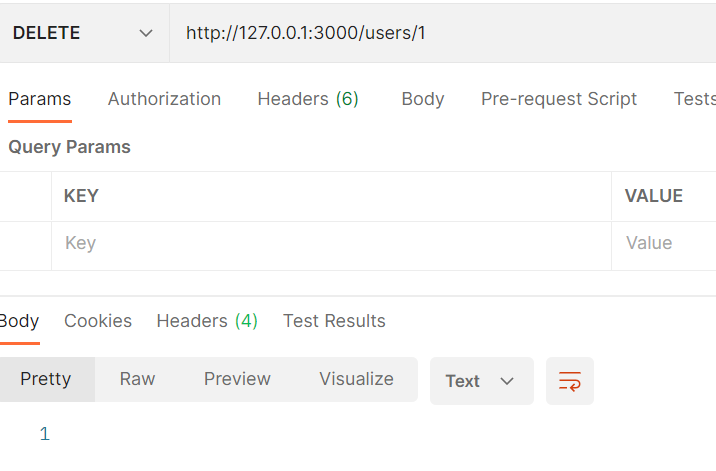 DELETE http://127.0.0.1:3000/users/1
Params Authorization Headers (6) Body Pre-request Script Tests
Query Params
KEY VALUE
Key Value
Body Cookies Headers (4) Test Results
Pretty Raw Preview Visualize Text
1